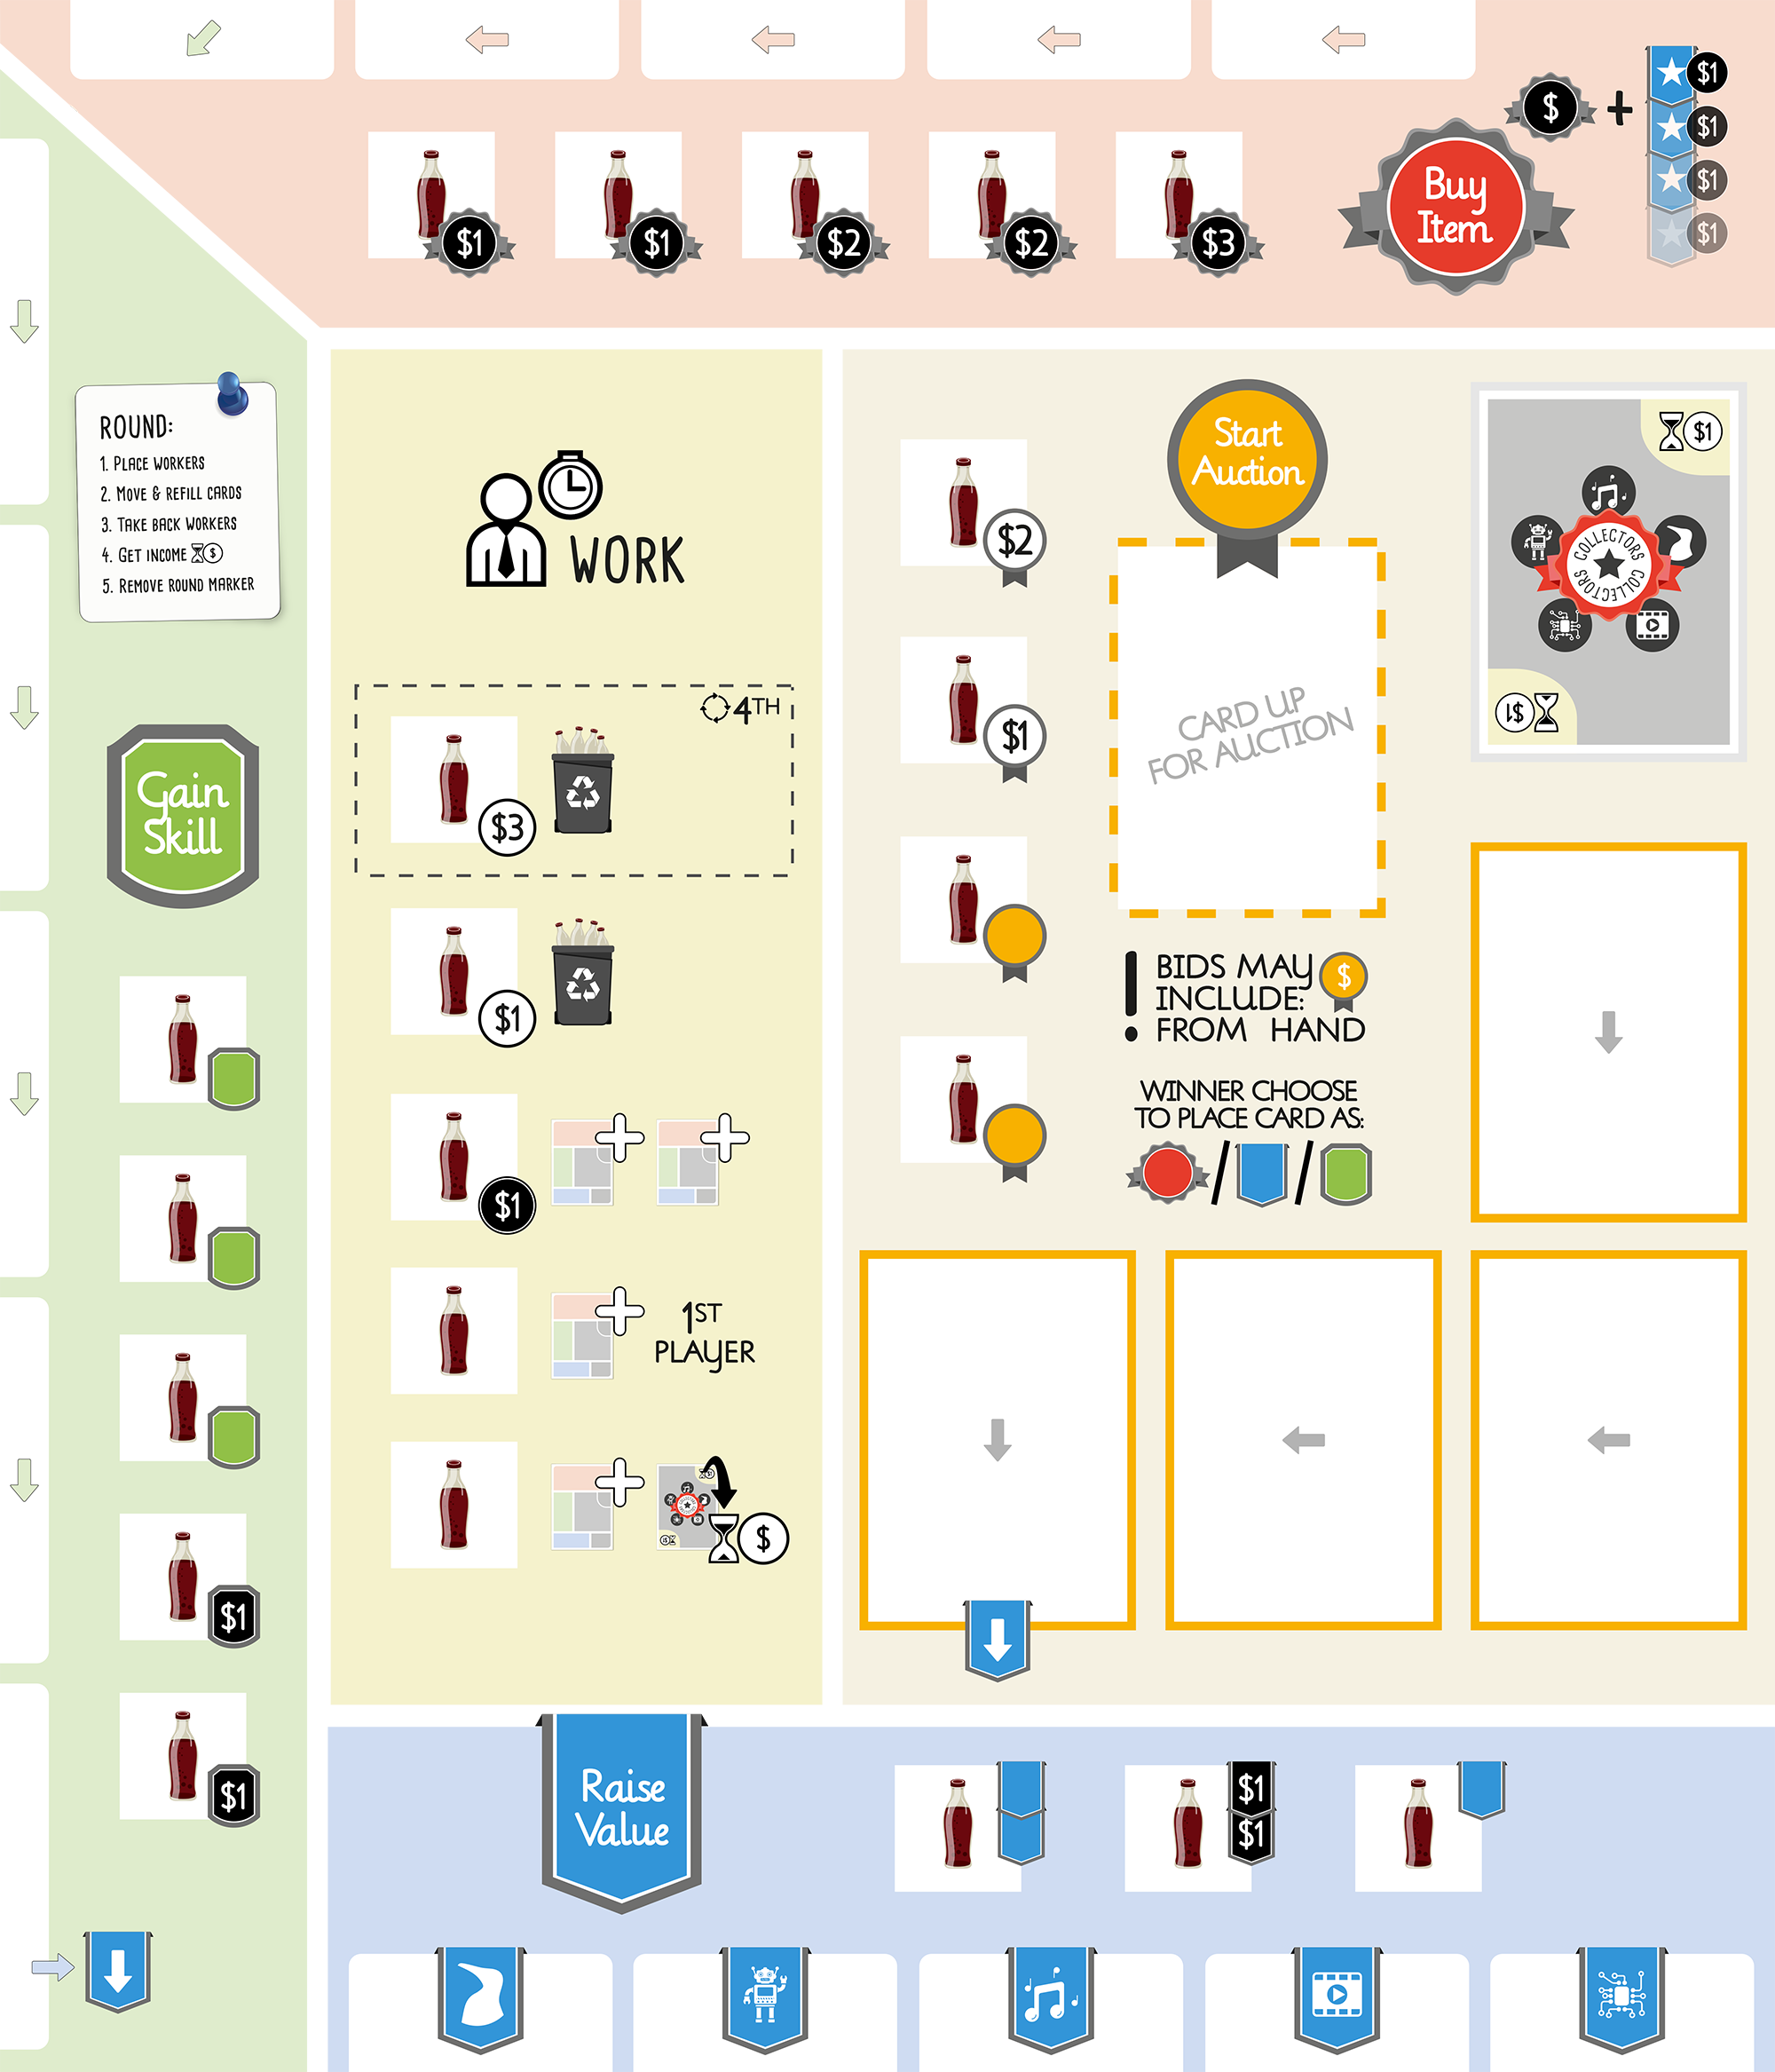 $
+
$1
$1
$1
$1
Buy
Item
$1
$1
$2
$2
$3
ROUND:
1. PLACE WORKERS
2. MOVE & REFILL CARDS
3. TAKE BACK WORKERS
4. GET INCOME $
5. REMOVE ROUND MARKER
Gain
Skill
$1
$1
WORK
4TH
$3
$1
$1
1ST
PLAYER
$
Start
Auction
$2
$1
CARD UP
FOR AUCTION
BIDS MAY $
INCLUDE:
! FROM HAND
WINNER CHOOSE
TO PLACE CARD AS:
/ /
$1
COLLECTORS COLLECTORS
$1
Raise
Value
$1
$1